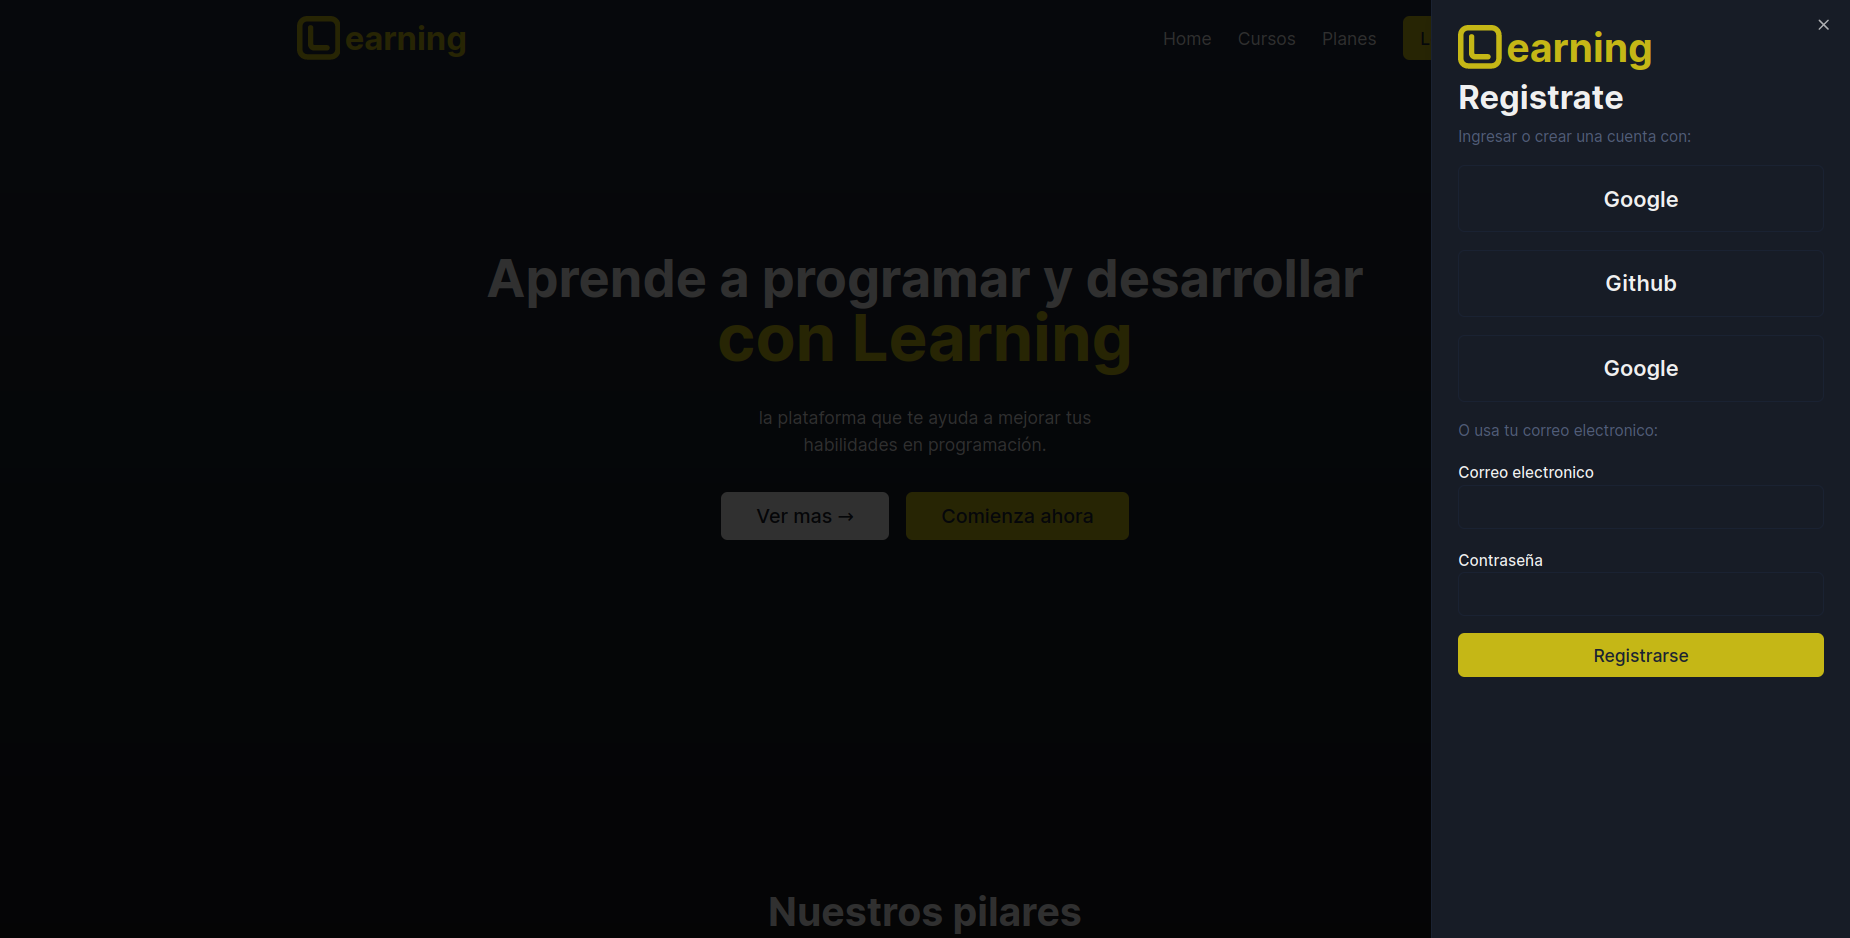 Learning
Home Cursos Planes L
Aprende a programar y desarrollar
con Learning
la plataforma que te ayuda a mejorar tus
habilidades en programación.
Ver mas → Comienza ahora
Nuestros pilares
Learning
Registrate
Ingresar o crear una cuenta con:
Google
Github
Google
O usa tu correo electronico:
Correo electronico
Contraseña
Registrarse